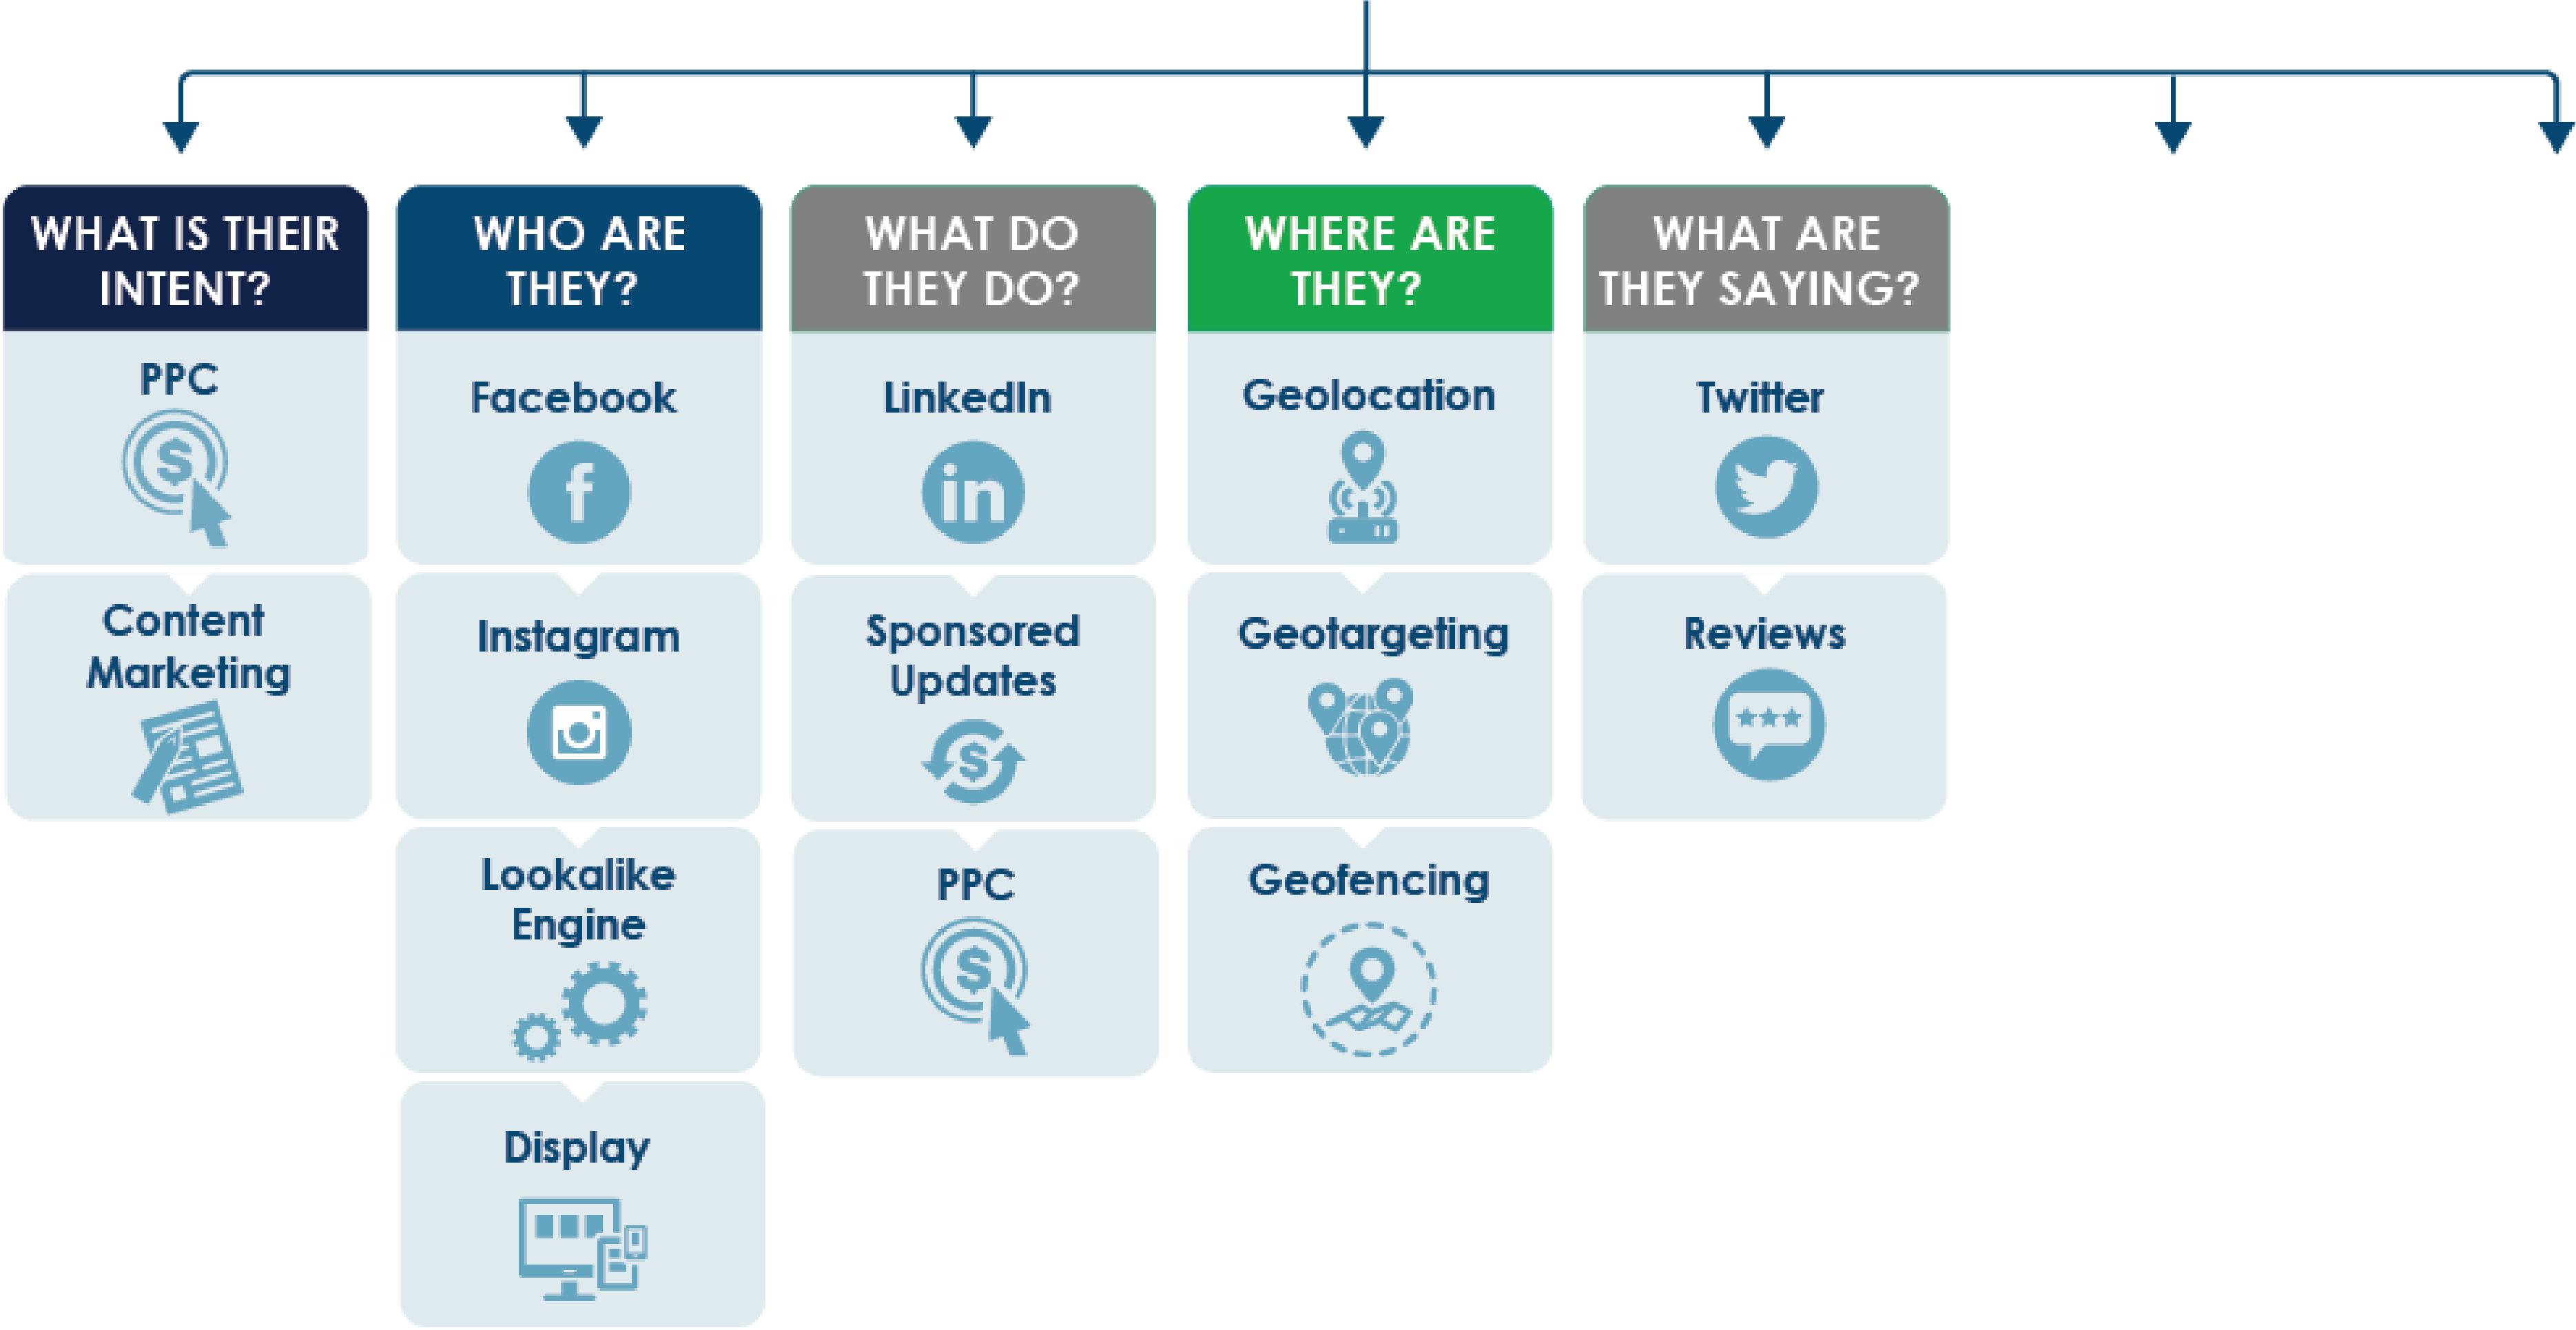 WHAT IS THEIR
INTENT?
PPC
$
Content
Marketing
WHO ARE
THEY?
Facebook
f
Instagram
Lookalike
Engine
Display
WHAT DO
THEY DO?
LinkedIn
in
Sponsored
Updates
$
PPC
$
WHERE ARE
THEY?
Geolocation
Geotargeting
Geofencing
WHAT ARE
THEY SAYING?
Twitter
Reviews